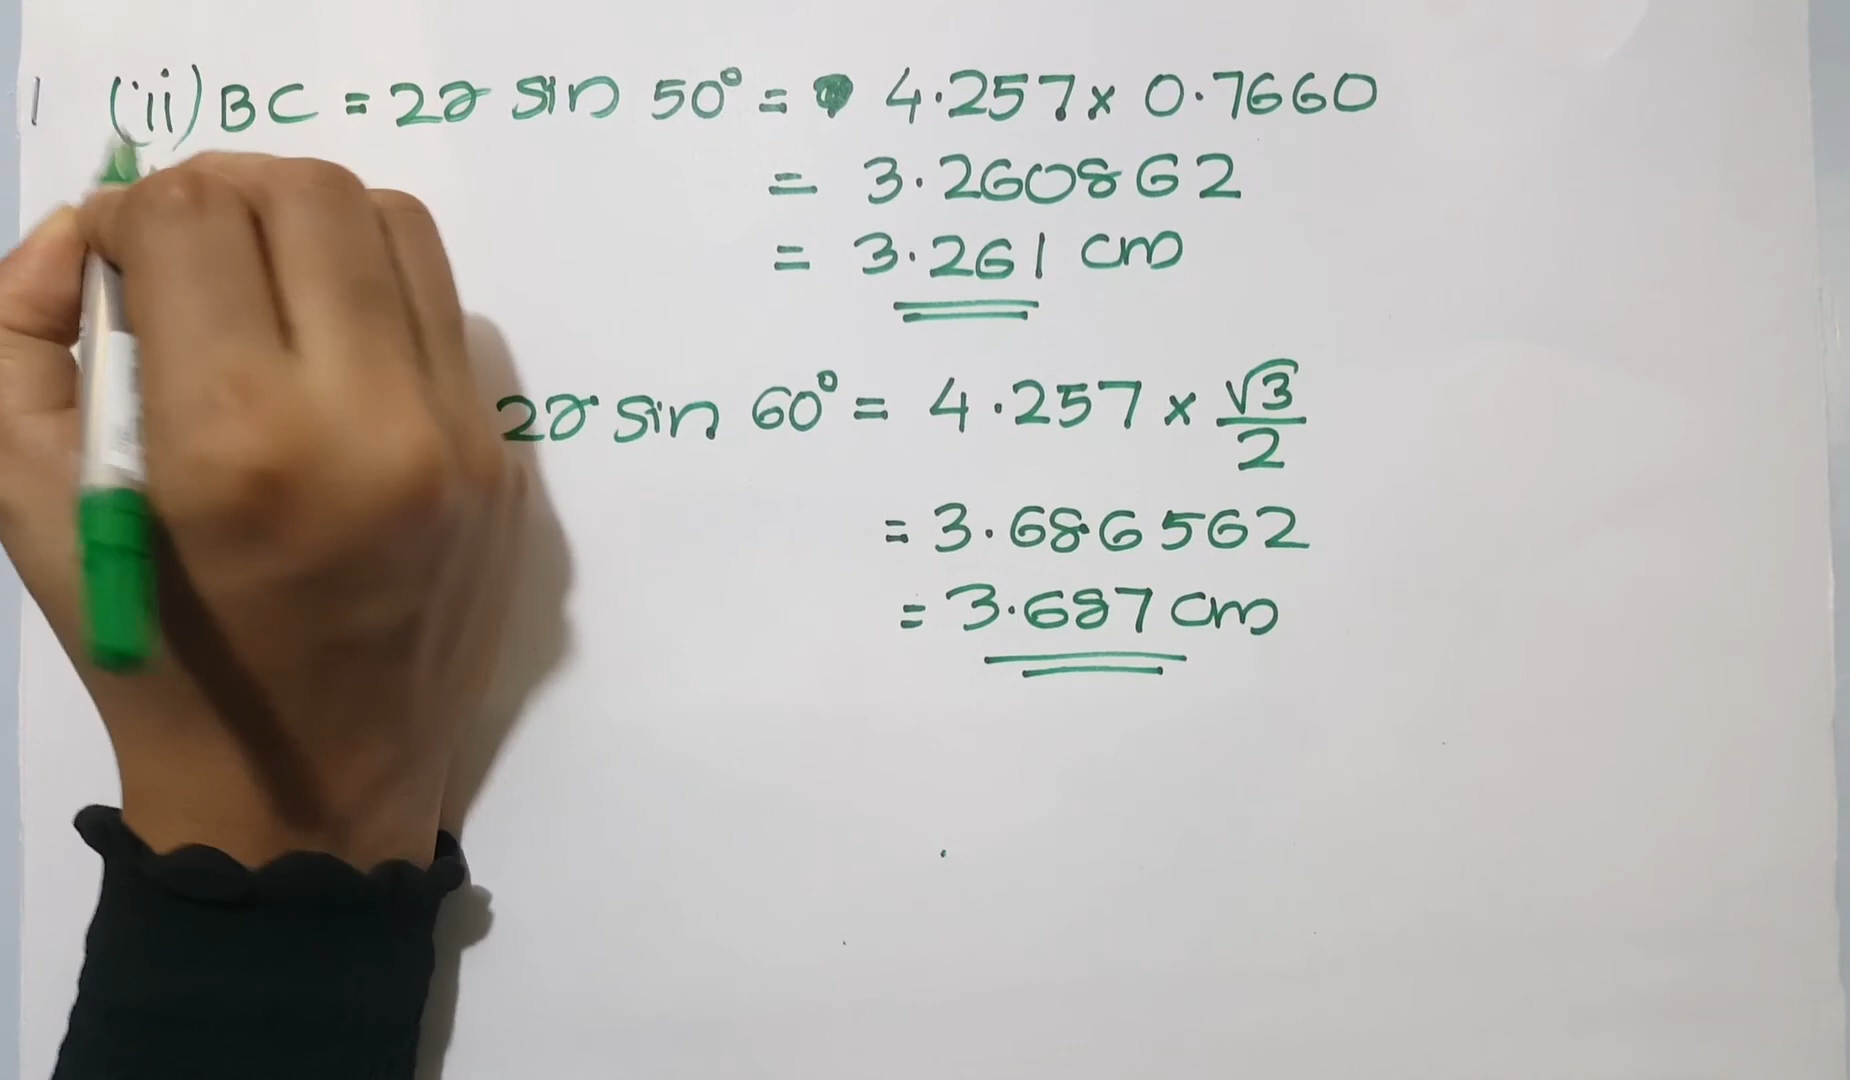 (ii) BC = 2r sin 50° = 4.257 x 0.7660
= 3.260862
= 3.261 cm
2r sin 60° = 4.257 x √3/2
= 3.686562
= 3.687 cm